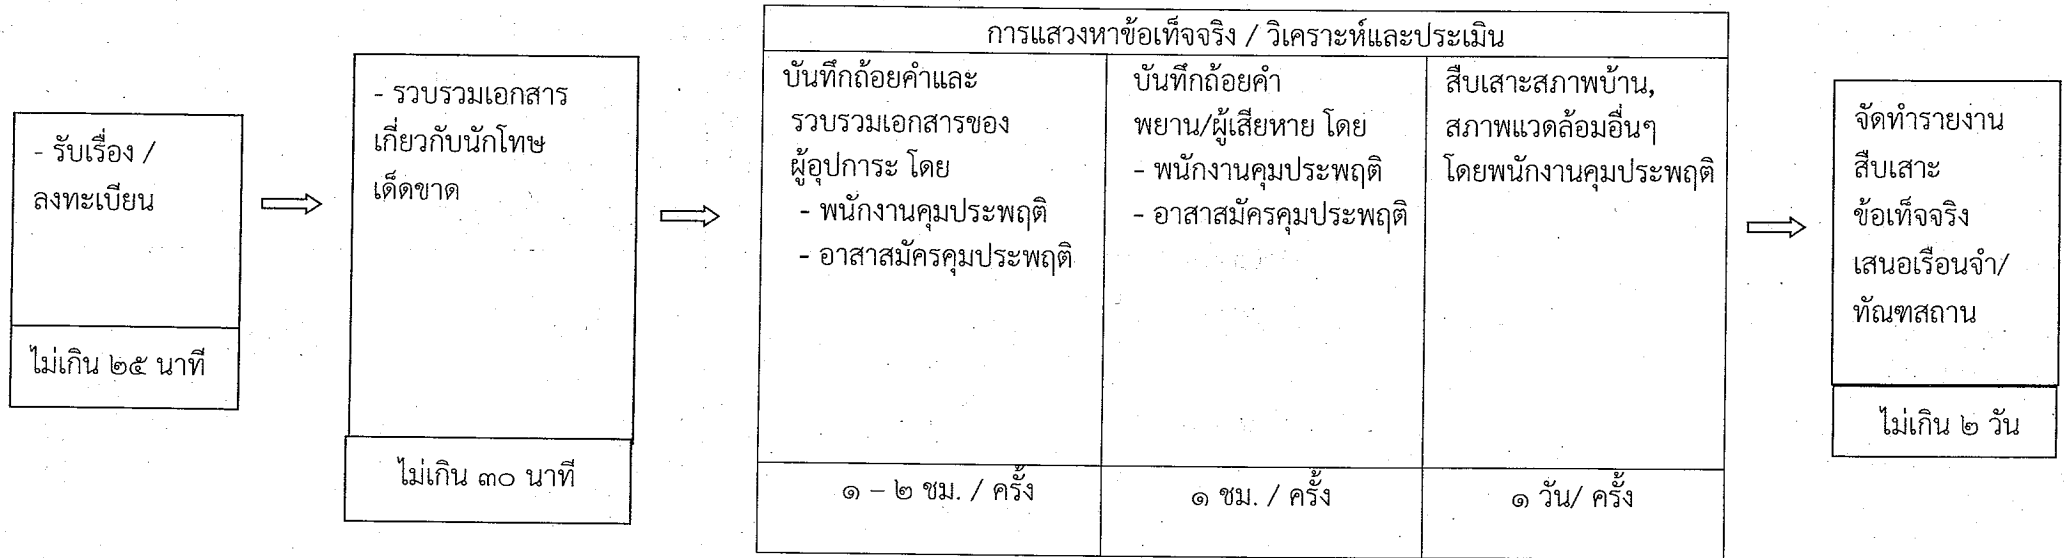 - รับเรื่อง /
ลงทะเบียน
ไม่เกิน ๒๕ นาที
- รวบรวมเอกสาร
เกี่ยวกับนักโทษ
เด็ดขาด
ไม่เกิน ๓๐ นาที
การแสวงหาข้อเท็จจริง / วิเคราะห์และประเมิน
บันทึกถ้อยคำและ
รวบรวมเอกสารของ
ผู้อุปการะ โดย
- พนักงานคุมประพฤติ
- อาสาสมัครคุมประพฤติ
๑ – ๒ ชม. / ครั้ง
บันทึกถ้อยคำ
พยาน/ผู้เสียหาย โดย
- พนักงานคุมประพฤติ
- อาสาสมัครคุมประพฤติ
๑ ชม. / ครั้ง
สืบเสาะสภาพบ้าน,
สภาพแวดล้อมอื่นๆ
โดยพนักงานคุมประพฤติ
๑ วัน/ ครั้ง
จัดทำรายงาน
สืบเสาะ
ข้อเท็จจริง
เสนอเรือนจำ/
ทัณฑสถาน
ไม่เกิน ๒ วัน